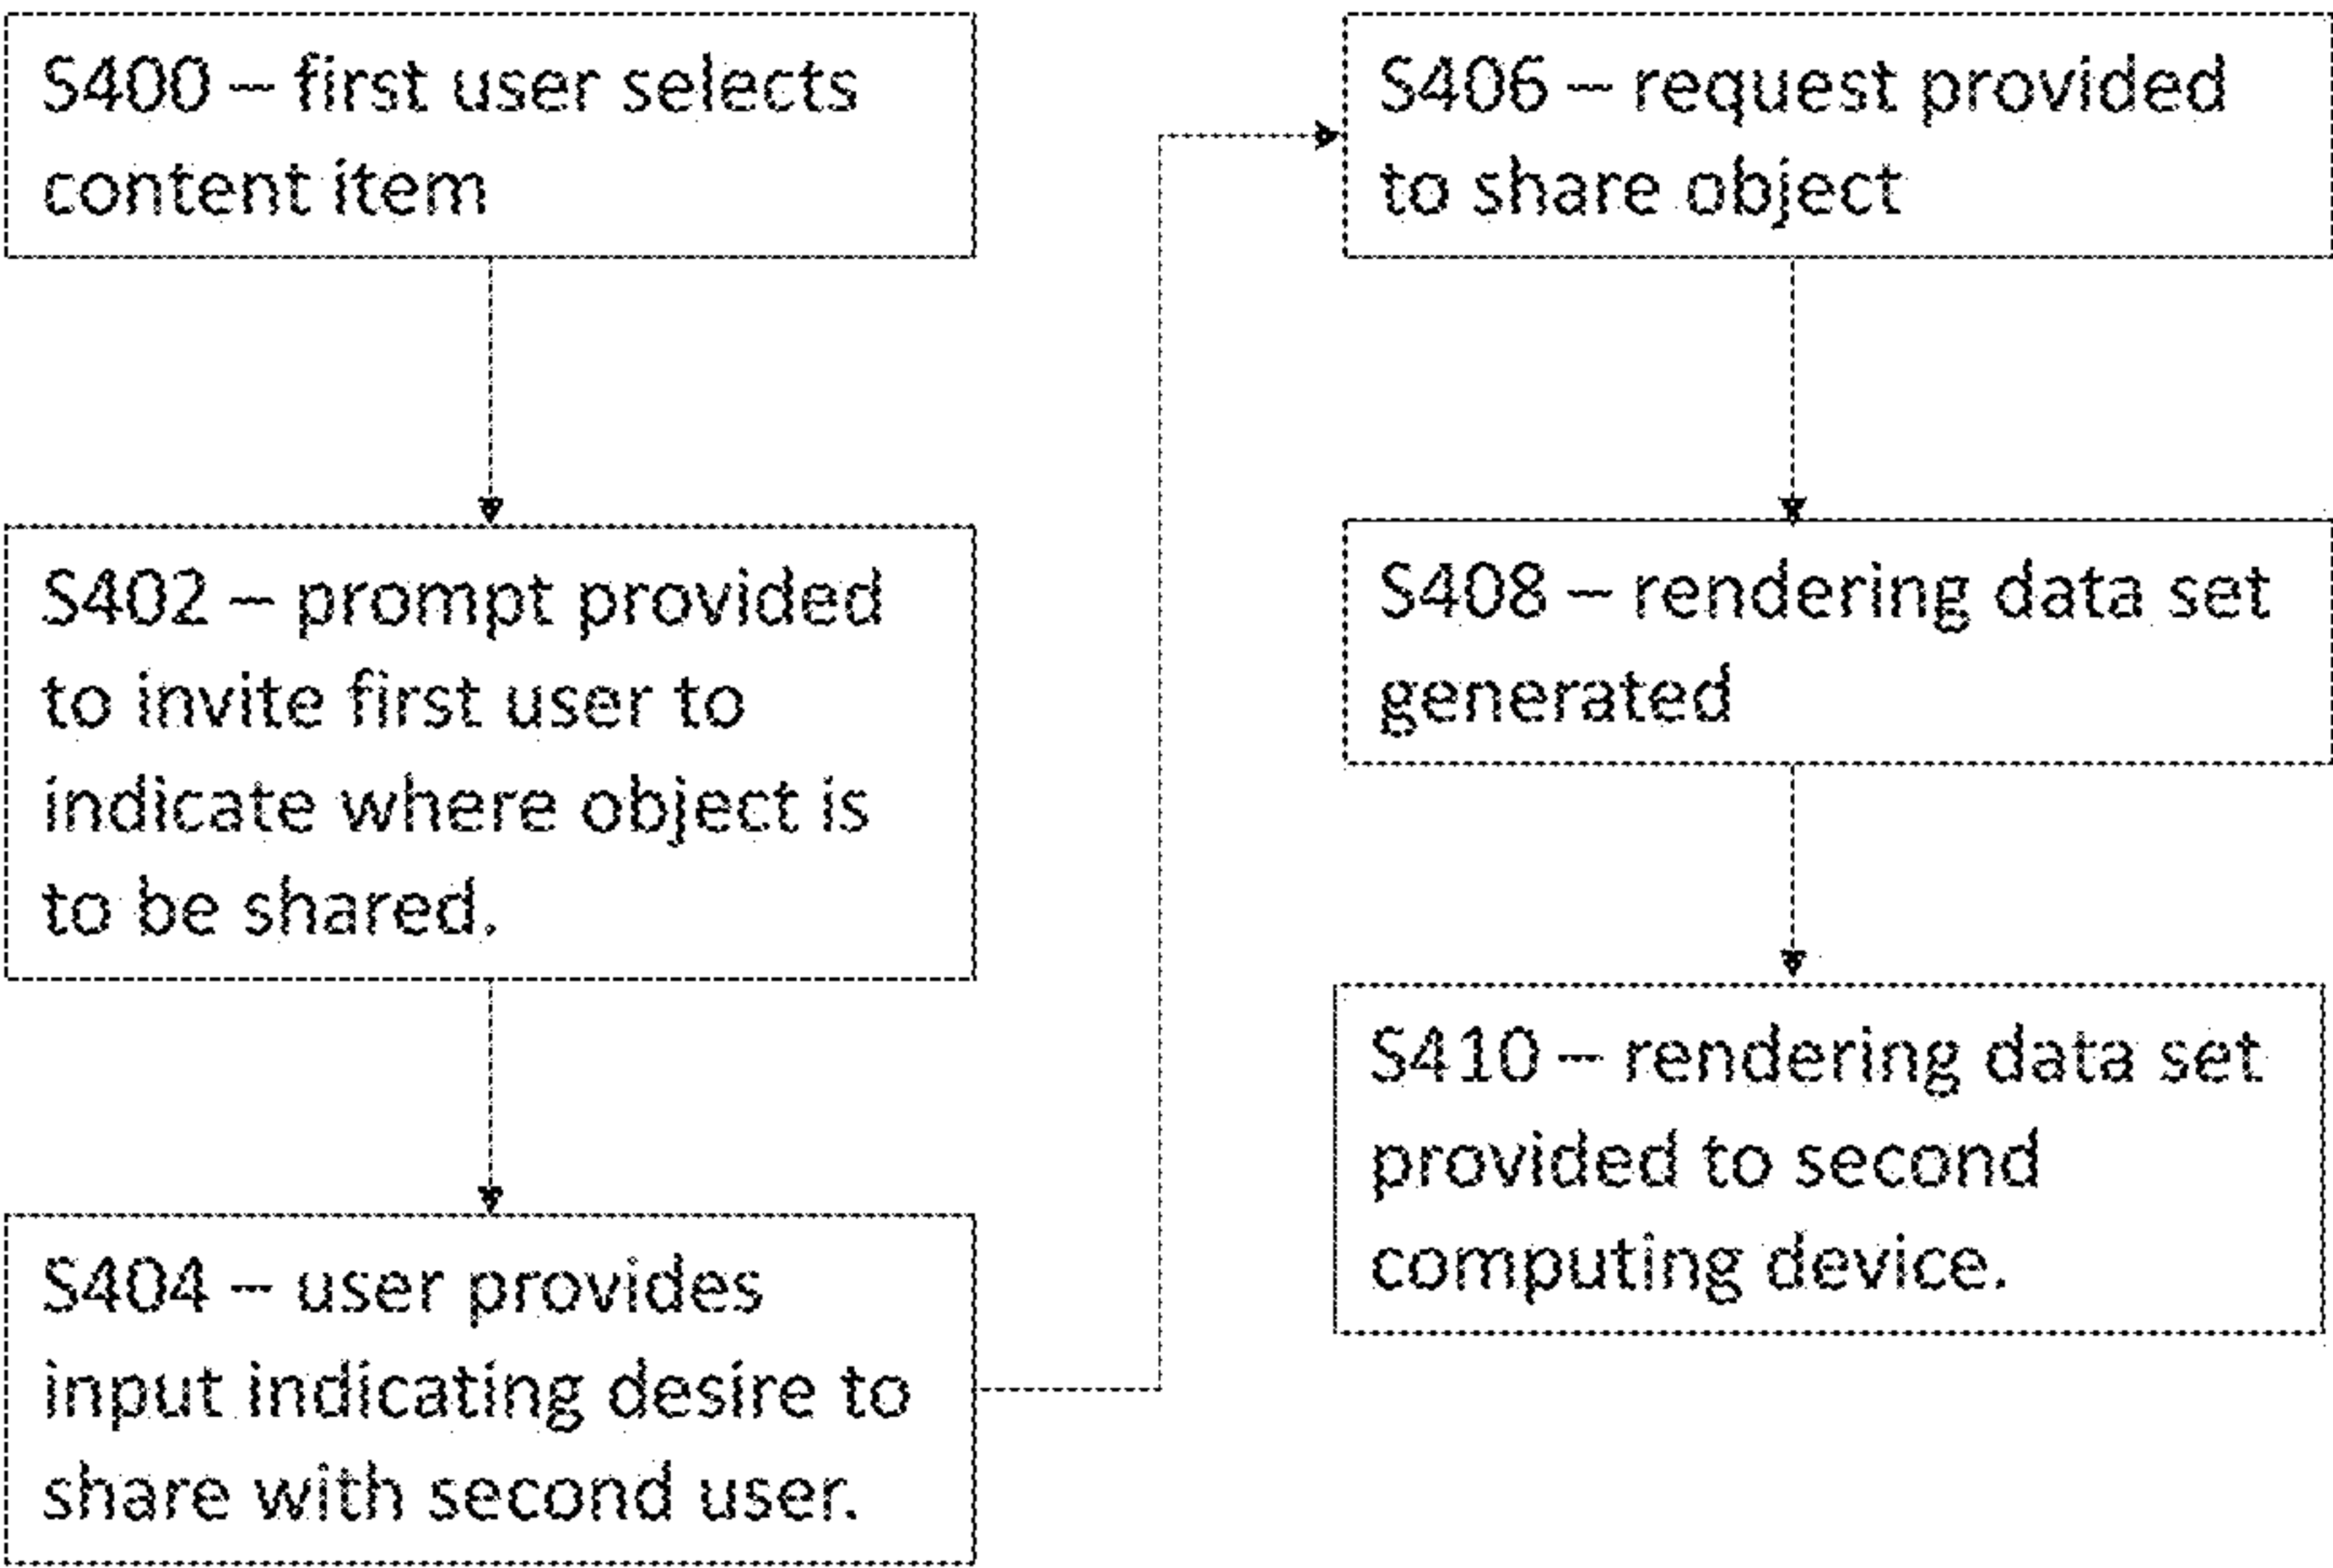 S400 – first user selects
content item
S402 – prompt provided
to invite first user to
indicate where object is
to be shared.
S404 – user provides
input indicating desire to
share with second user.
S406 – request provided
to share object
S408 – rendering data set
generated
S410 – rendering data set
provided to second
computing device.